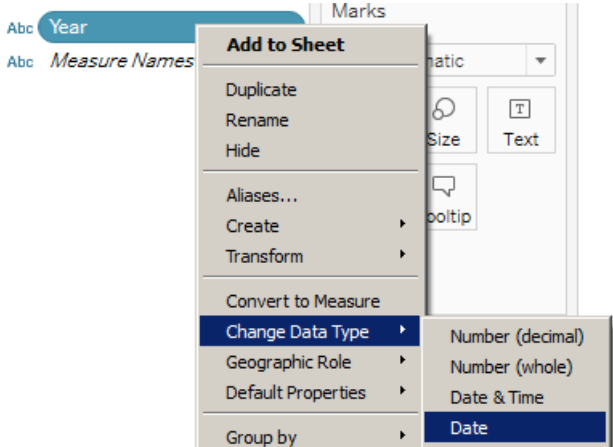 Marks
Abc Year
Abc Measure Names
Add to Sheet
Duplicate
Rename
Hide
Aliases...
Create
Transform
Convert to Measure
Change Data Type
Geographic Role
Default Properties
Group by
natic
Size
T
Text
ooltip
Number (decimal)
Number (whole)
Date & Time
Date